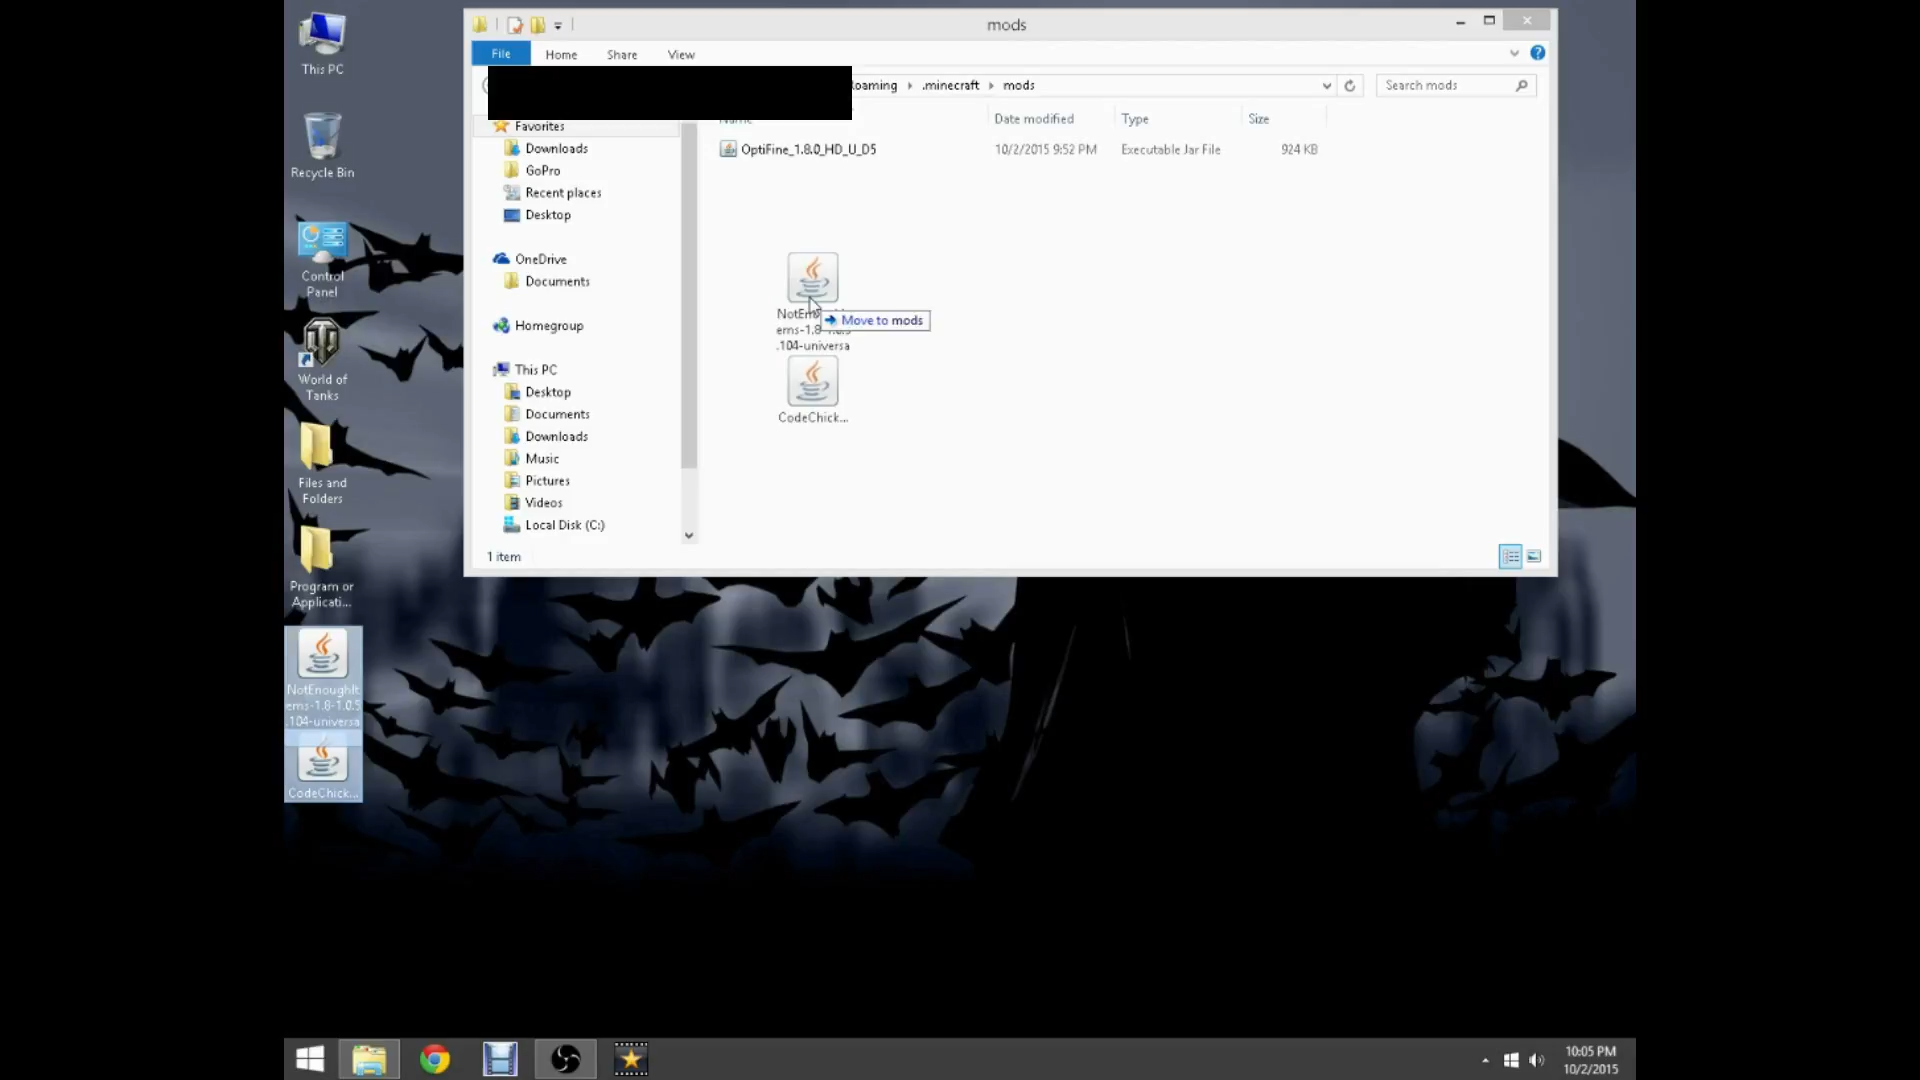 mods
File
Home
Share
View
.minecraft
mods
Search mods
Date modified
Type
Size
Favorites
Downloads
GoPro
Recent places
Desktop
OneDrive
Documents
Homegroup
This PC
Desktop
Documents
Downloads
Music
Pictures
Videos
Local Disk (C:)
OptiFine_1.8.0_HD_U_D5
10/2/2015 9:52 PM
Executable Jar File
924 KB
Move to mods
.104-universa
CodeChick...
1 item
This PC
Recycle Bin
Control
Panel
World of
Tanks
Files and
Folders
Program or
Applicati...
NotEnoughIt
ems-1.8-1.0.5
.104-universa
CodeChick...
10:05 PM
10/2/2015